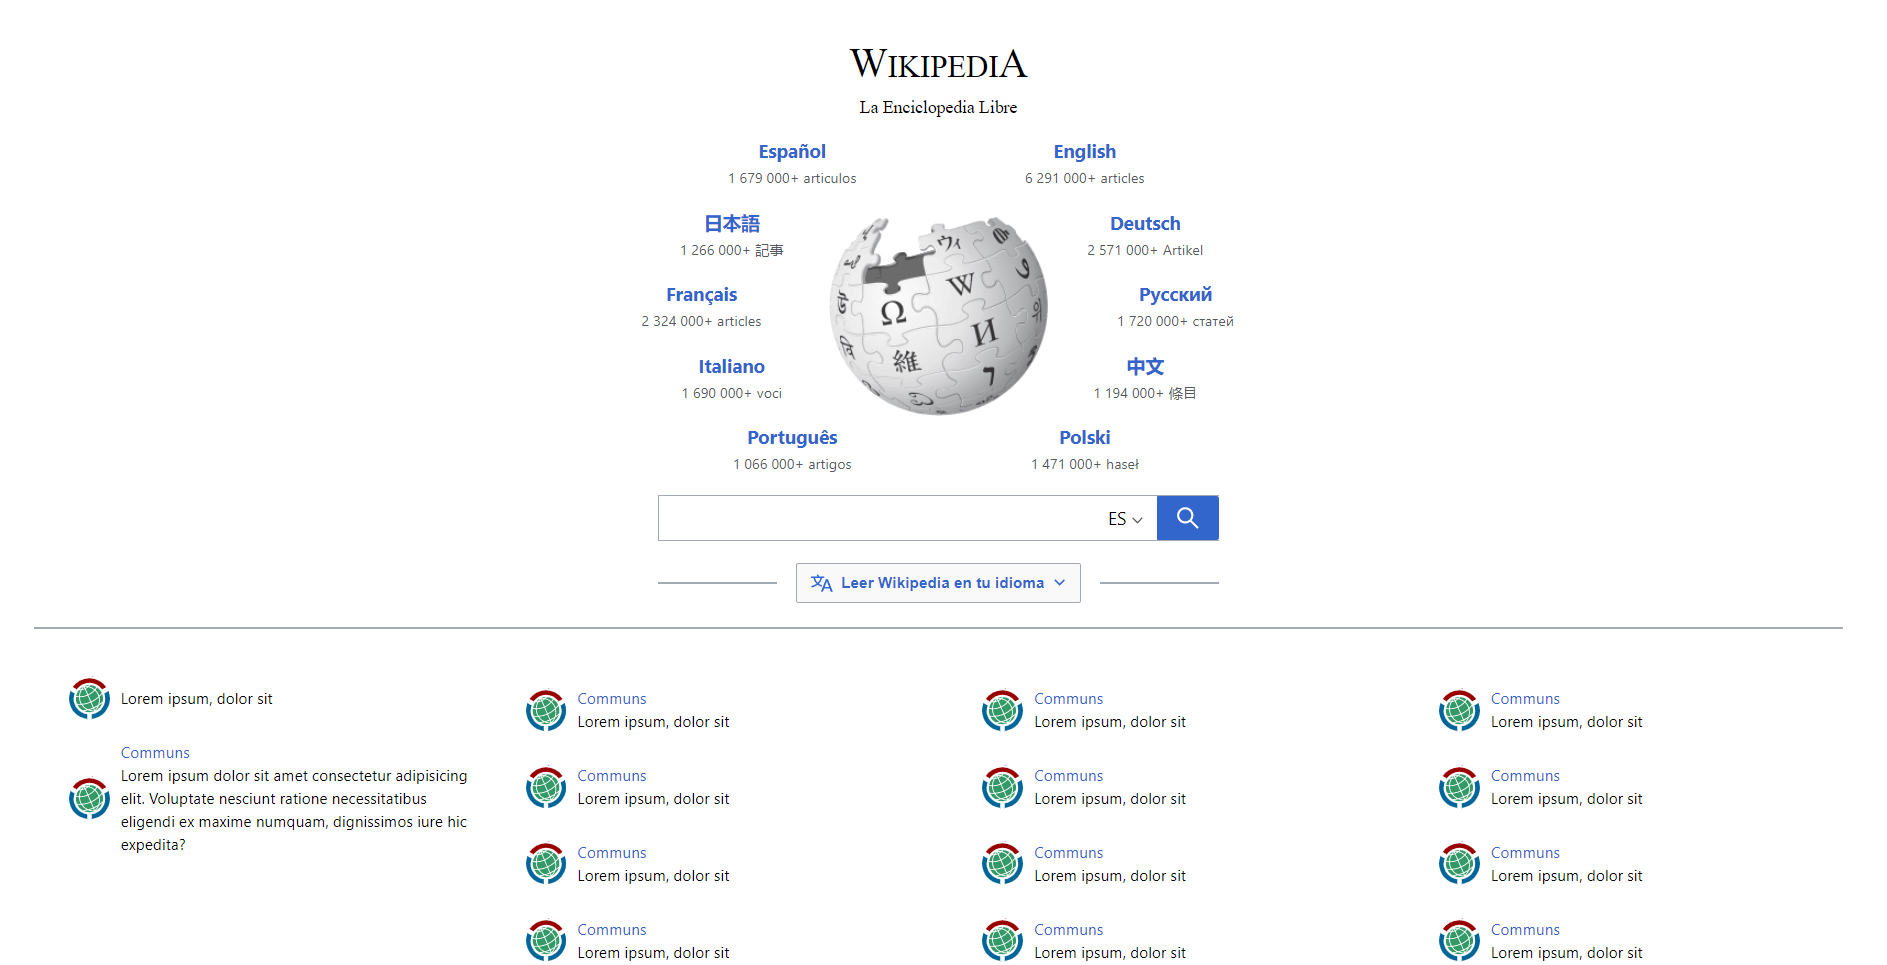 WIKIPEDIA
La Enciclopedia Libre
Español
1 679 000+ articulos
English
6 291 000+ articles
日本語
1 266 000+ 記事
Deutsch
2 571 000+ Artikel
Français
2 324 000+ articles
Русский
1 720 000+ статей
Italiano
1 690 000+ voci
中文
1 194 000+ 條目
Português
1 066 000+ artigos
Polski
1 471 000+ haseł
ウィ
W
Ω
И
維
ES
Leer Wikipedia en tu idioma
Lorem ipsum, dolor sit
Communs
Lorem ipsum dolor sit amet consectetur adipisicing
elit. Voluptate nesciunt ratione necessitatibus
eligendi ex maxime numquam, dignissimos iure hic
expedita?
Communs
Lorem ipsum, dolor sit
Communs
Lorem ipsum, dolor sit
Communs
Lorem ipsum, dolor sit
Communs
Lorem ipsum, dolor sit
Communs
Lorem ipsum, dolor sit
Communs
Lorem ipsum, dolor sit
Communs
Lorem ipsum, dolor sit
Communs
Lorem ipsum, dolor sit
Communs
Lorem ipsum, dolor sit
Communs
Lorem ipsum, dolor sit
Communs
Lorem ipsum, dolor sit
Communs
Lorem ipsum, dolor sit